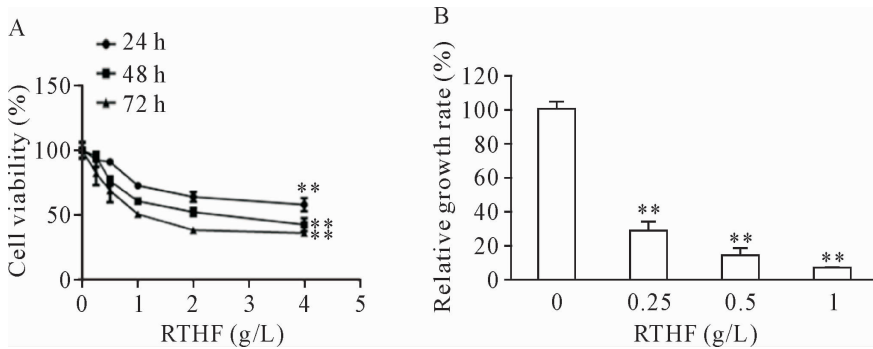 A
24 h
48 h
72 h
Cell viability (%)
150
100
50
0
**
**
**
0 1 2 3 4 5
RTHF (g/L)
B
Relative growth rate (%)
120
100
80
60
40
20
0
**
**
**
0 0.25 0.5 1
RTHF (g/L)